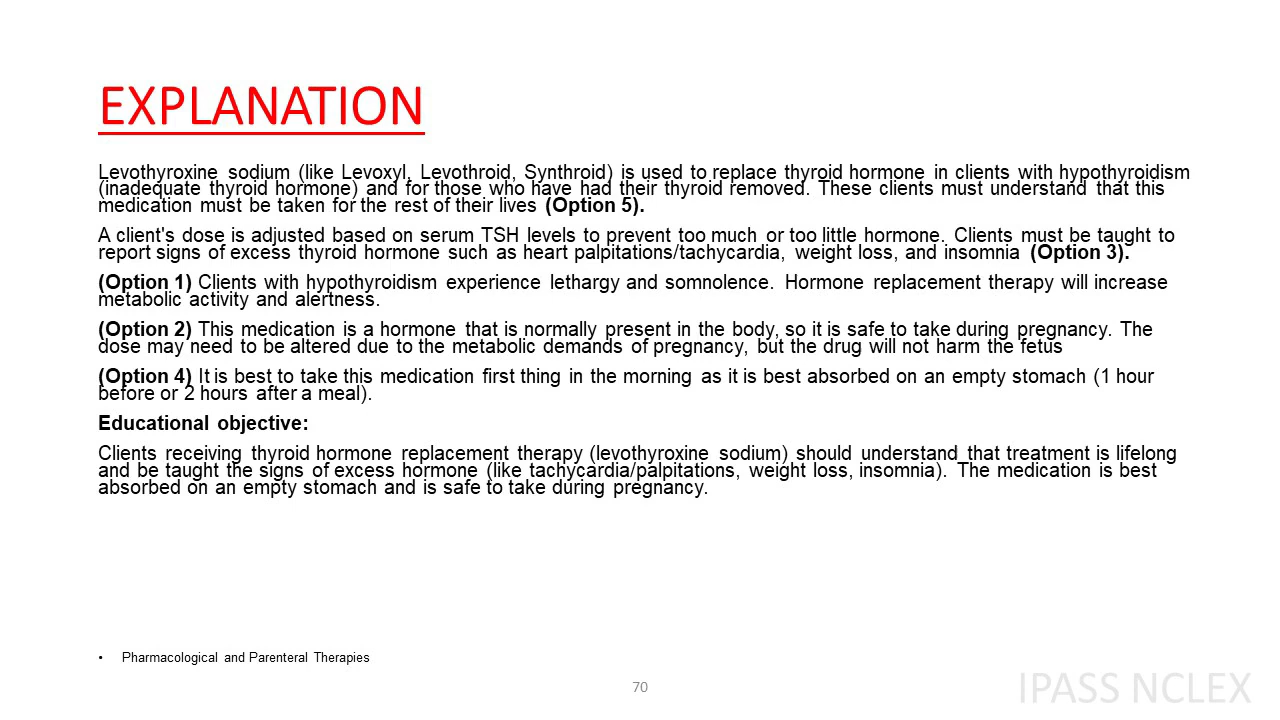 EXPLANATION
Levothyroxine sodium (like Levoxyl, Levothroid, Synthroid) is used to replace thyroid hormone in clients with hypothyroidism
(inadequate thyroid hormone) and for those who have had their thyroid removed. These clients must understand that this
medication must be taken for the rest of their lives (Option 5).
A client's dose is adjusted based on serum TSH levels to prevent too much or too little hormone. Clients must be taught to
report signs of excess thyroid hormone such as heart palpitations/tachycardia, weight loss, and insomnia (Option 3).
(Option 1) Clients with hypothyroidism experience lethargy and somnolence. Hormone replacement therapy will increase
metabolic activity and alertness.
(Option 2) This medication is a hormone that is normally present in the body, so it is safe to take during pregnancy. The
dose may need to be altered due to the metabolic demands of pregnancy, but the drug will not harm the fetus
(Option 4) It is best to take this medication first thing in the morning as it is best absorbed on an empty stomach (1 hour
before or 2 hours after a meal).
Educational objective:
Clients receiving thyroid hormone replacement therapy (levothyroxine sodium) should understand that treatment is lifelong
and be taught the signs of excess hormone (like tachycardia/palpitations, weight loss, insomnia). The medication is best
absorbed on an empty stomach and is safe to take during pregnancy.
• Pharmacological and Parenteral Therapies
70
IPASS NCLEX